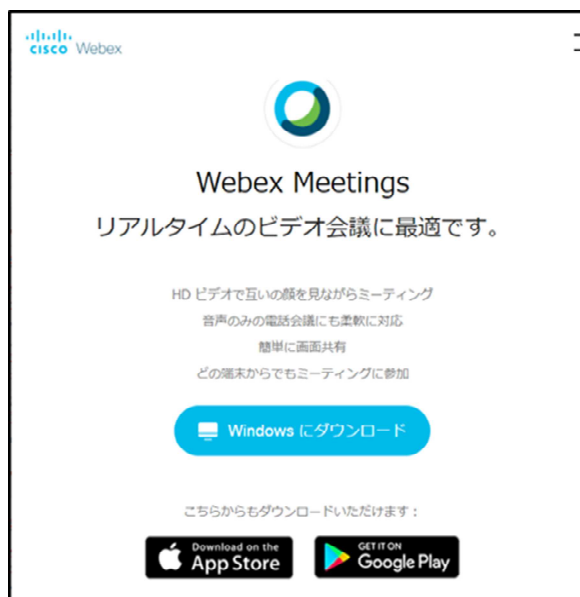 CISCO Webex
Webex Meetings
リアルタイムのビデオ会議に最適です。
HD ビデオで互いの顔を見ながらミーティング
音声のみの電話会議にも柔軟に対応
簡単に画面共有
どの端末からでもミーティングに参加
Windows にダウンロード
こちらからもダウンロードいただけます：
Download on the
App Store
GET IT ON
Google Play